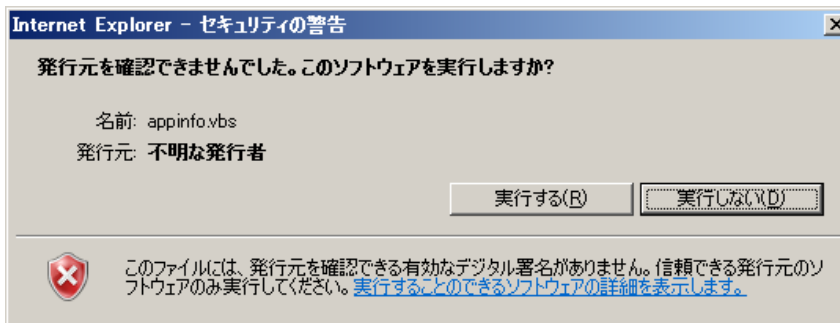 Internet Explorer - セキュリティの警告
発行元を確認できませんでした。このソフトウェアを実行しますか?
名前: appinfo.vbs
発行元: 不明な発行者
実行する(R) 実行しない(D)
このファイルには、発行元を確認できる有効なデジタル署名がありません。信頼できる発行元のソ
フトウェアのみ実行してください。実行することのできるソフトウェアの詳細を表示します。